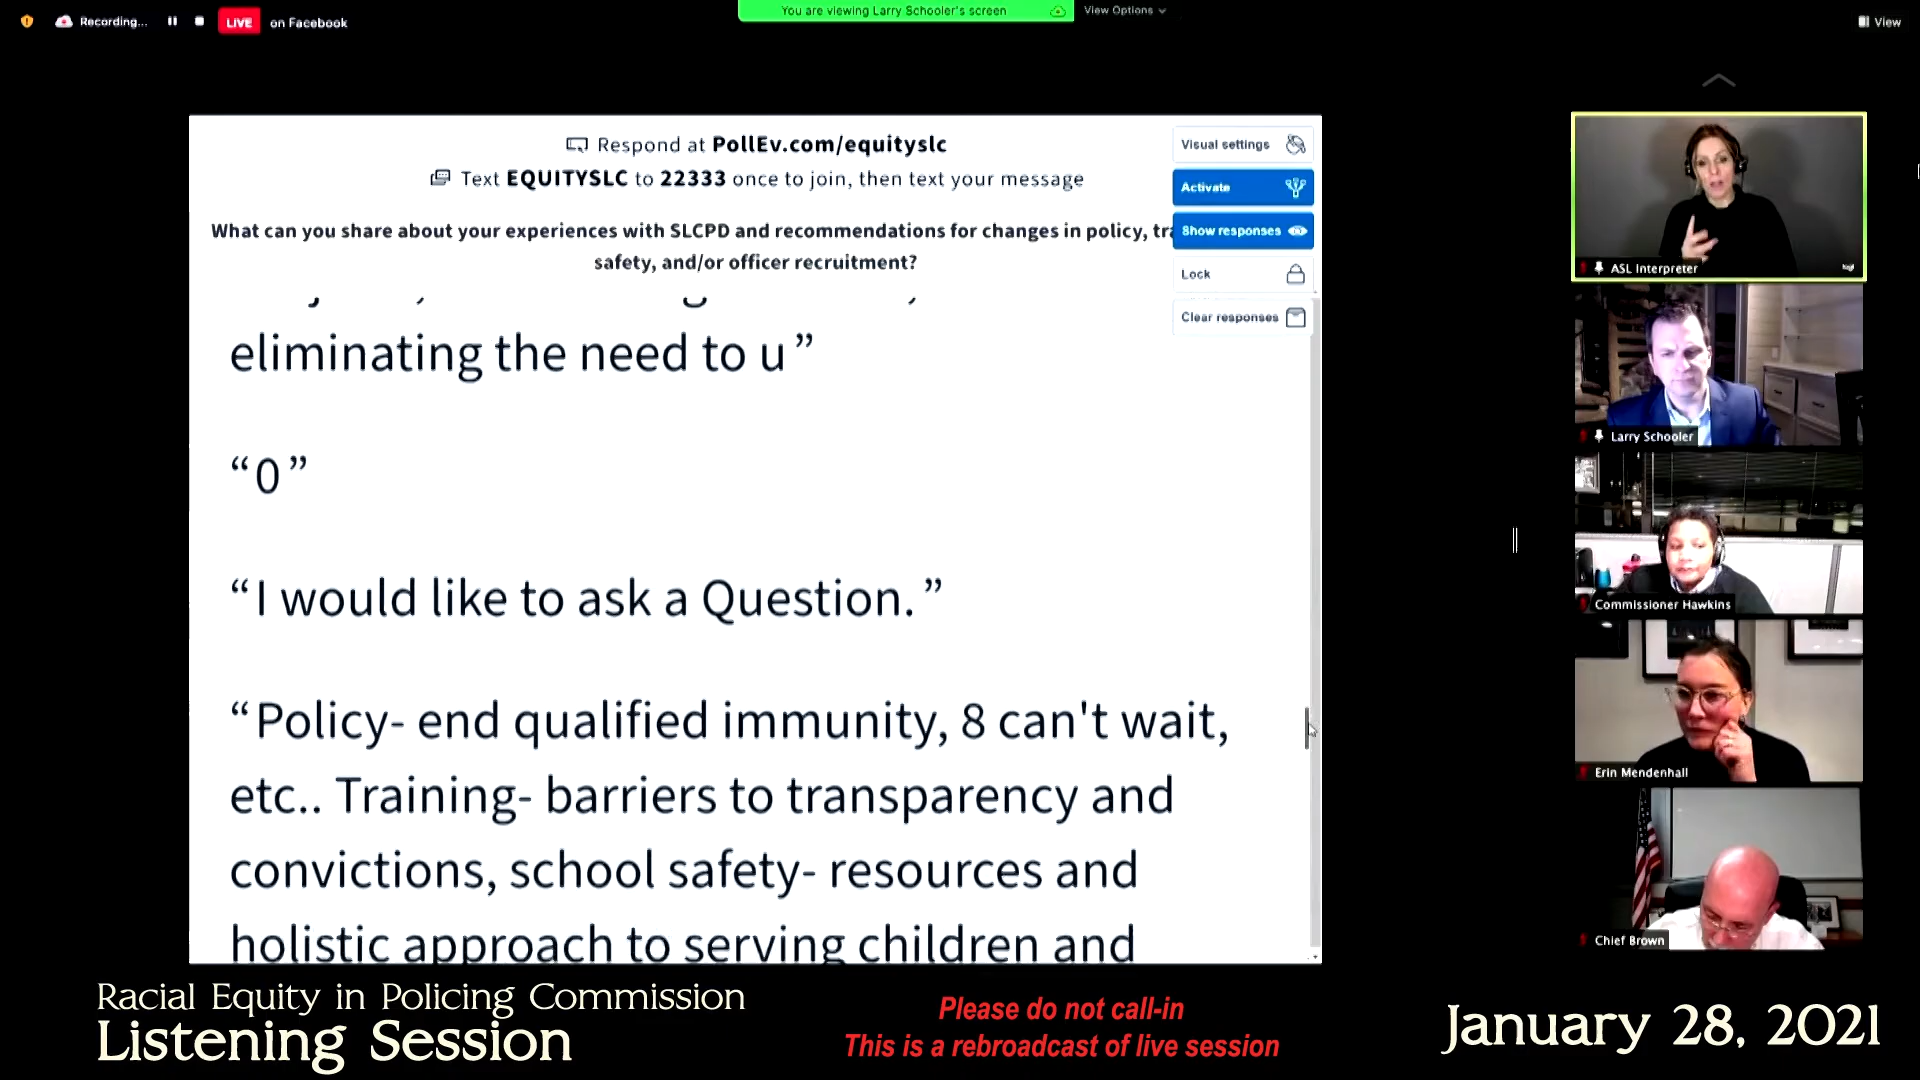 Recording...
LIVE on Facebook
You are viewing Larry Schooler's screen
View Options
View
Respond at PollEv.com/equityslc
Text EQUITYSLC to 22333 once to join, then text your message
What can you share about your experiences with SLCPD and recommendations for changes in policy,
safety, and/or officer recruitment?
Visual settings
Activate
Show responses
Lock
Clear responses
eliminating the need to u”
“0”
“I would like to ask a Question.”
“Policy- end qualified immunity, 8 can't wait,
etc.. Training- barriers to transparency and
convictions, school safety- resources and
holistic approach to serving children and
ASL Interpreter
Larry Schooler
Commissioner Hawkins
Erin Mendenhall
Chief Brown
Racial Equity in Policing Commission
Listening Session
Please do not call-in
This is a rebroadcast of live session
January 28, 2021